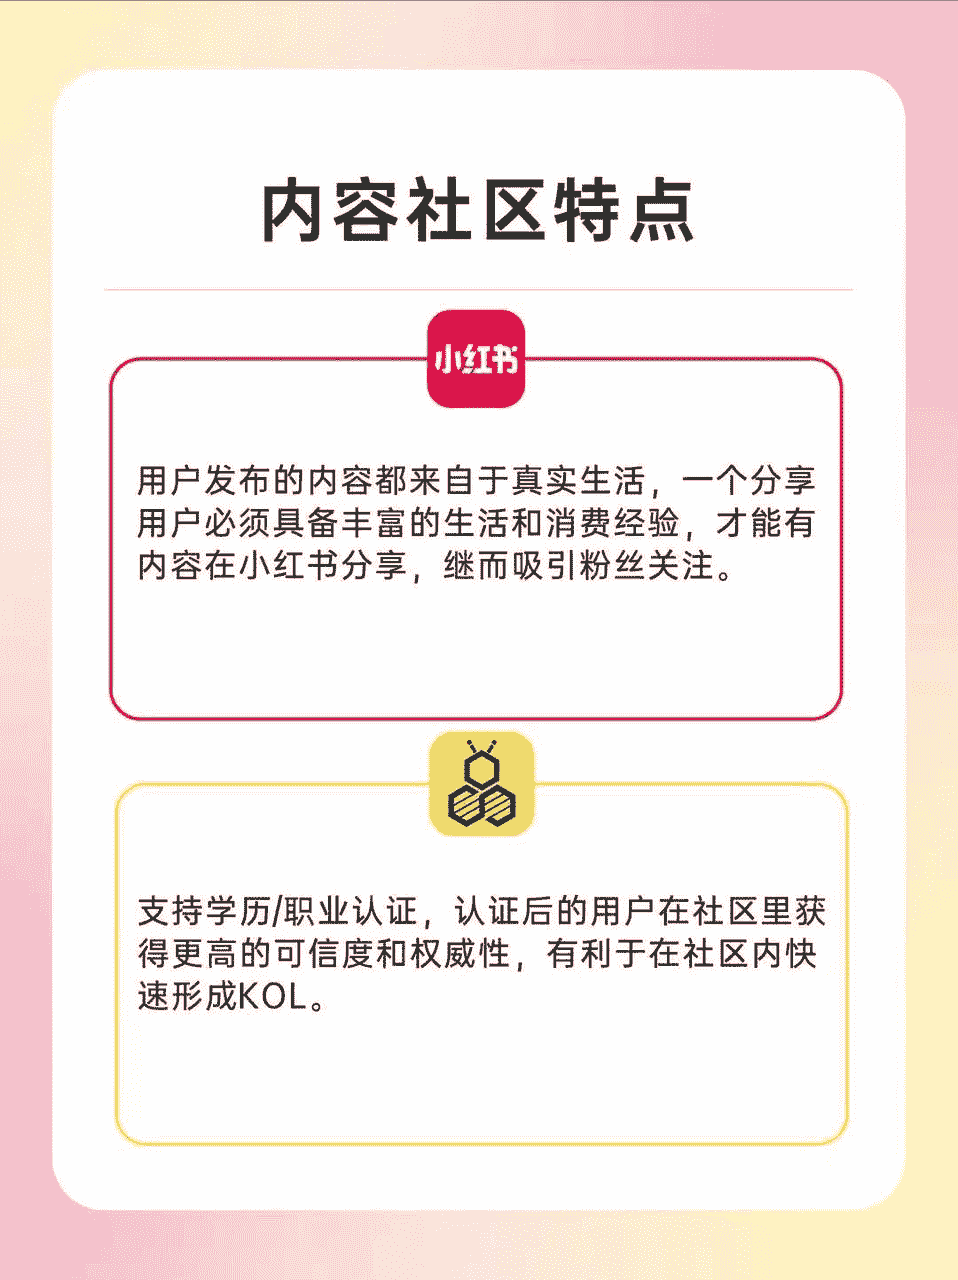 内容社区特点
小红书
用户发布的内容都来自于真实生活，一个分享
用户必须具备丰富的生活和消费经验，才能有
内容在小红书分享，继而吸引粉丝关注。
支持学历/职业认证，认证后的用户在社区里获
得更高的可信度和权威性，有利于在社区内快
速形成KOL。